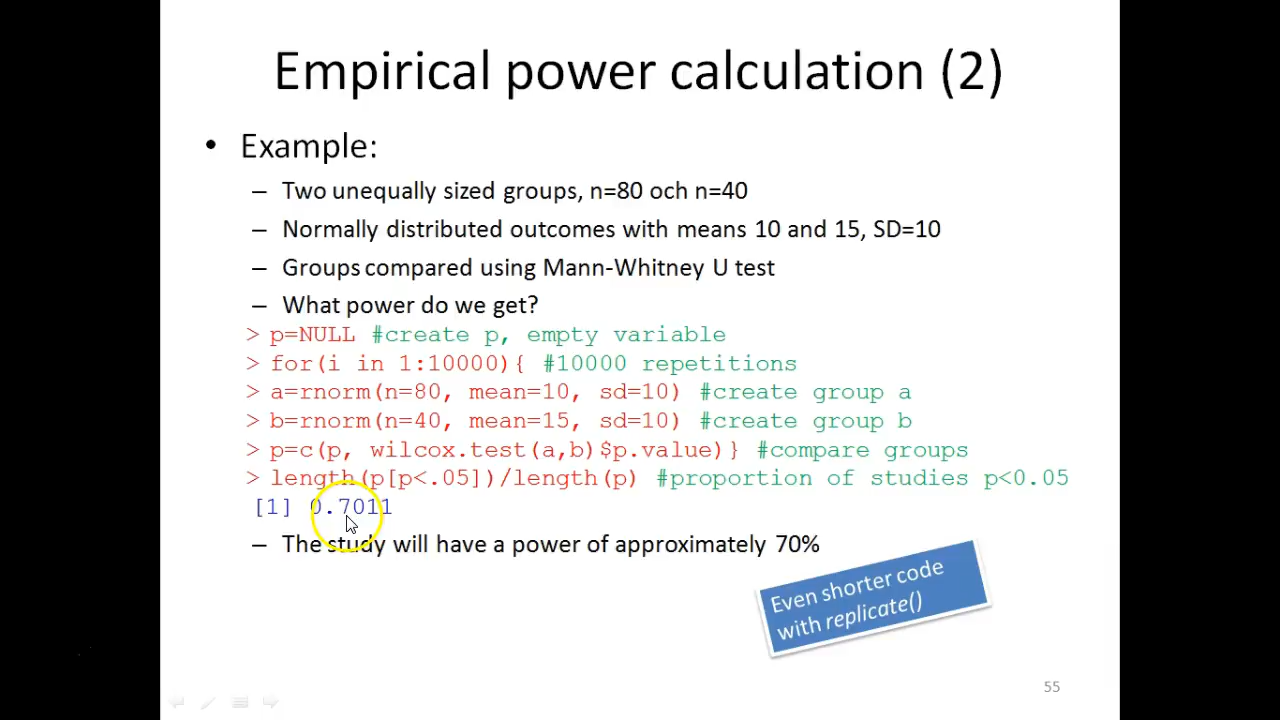 Empirical power calculation (2)
• Example:
– Two unequally sized groups, n=80 och n=40
– Normally distributed outcomes with means 10 and 15, SD=10
– Groups compared using Mann-Whitney U test
– What power do we get?
> p=NULL #create p, empty variable
> for(i in 1:10000){ #10000 repetitions
> a=rnorm(n=80, mean=10, sd=10) #create group a
> b=rnorm(n=40, mean=15, sd=10) #create group b
> p=c(p, wilcox.test(a,b)$p.value)} #compare groups
> length(p[p<.05])/length(p) #proportion of studies p<0.05
[1] 0.7011
– The study will have a power of approximately 70%
Even shorter code
with replicate()
55